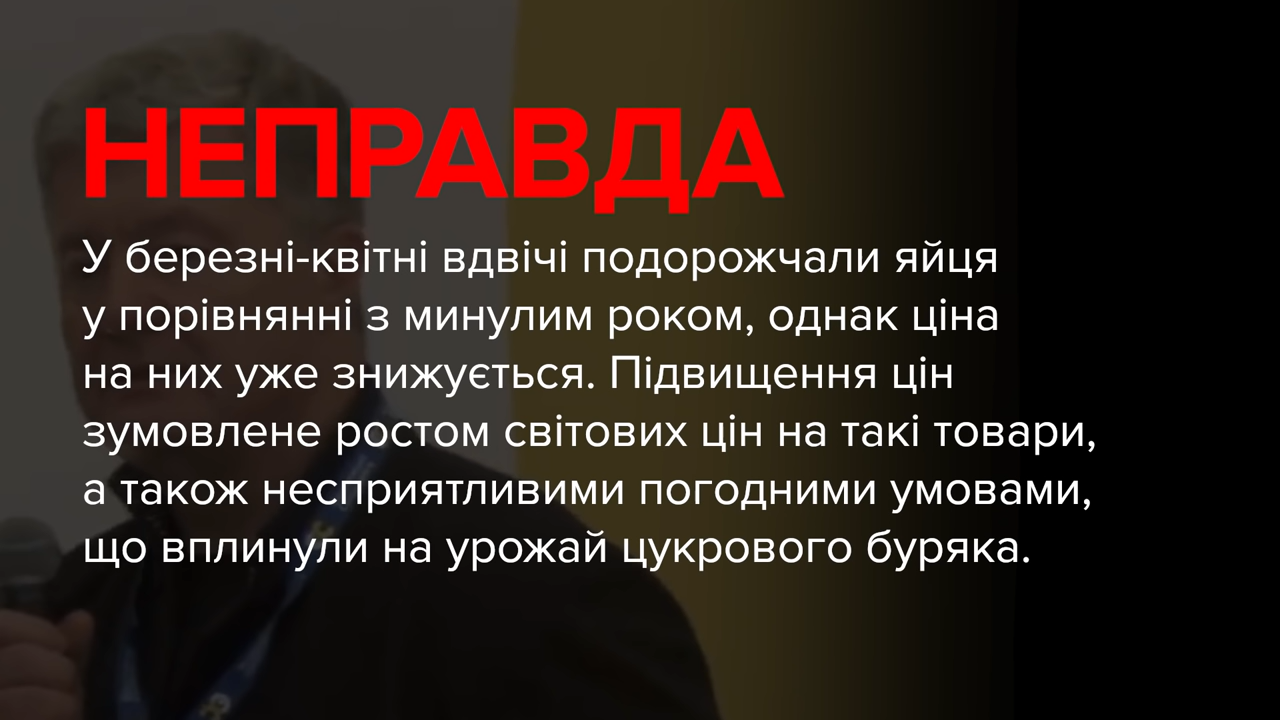 НЕПРАВДА
У березні-квітні вдвічі подорожчали яйця
у порівнянні з минулим роком, однак ціна
на них уже знижується. Підвищення цін
зумовлене ростом світових цін на такі товари,
а також несприятливими погодними умовами,
що вплинули на урожай цукрового буряка.